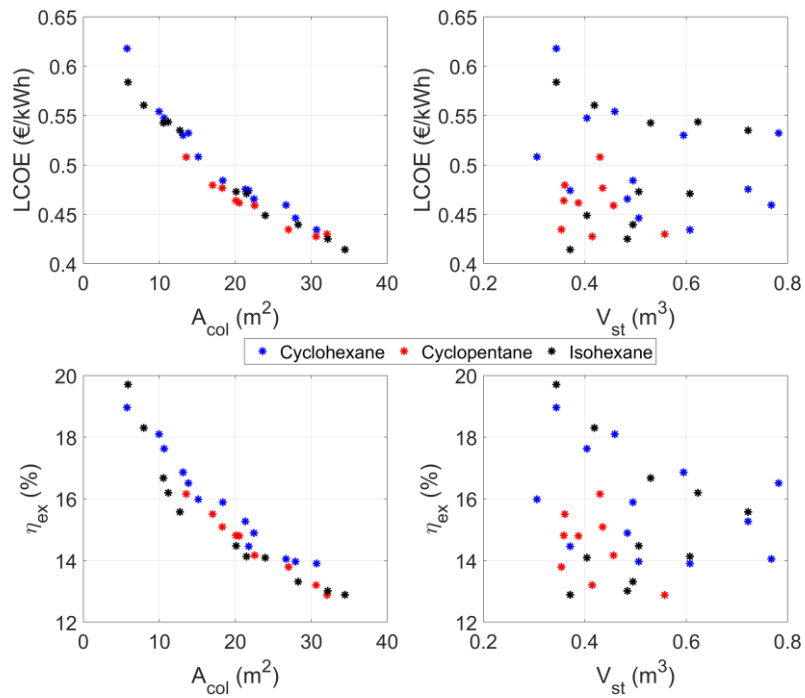 0.65
0.6
0.55
0.5
0.45
0.4
LCOE (€/kWh)
0 10 20 30 40
A_col (m²)
0.65
0.6
0.55
0.5
0.45
0.4
LCOE (€/kWh)
0.2 0.4 0.6 0.8
V_st (m³)
Cyclohexane Cyclopentane Isohexane
20
18
16
14
12
η_ex (%)
0 10 20 30 40
A_col (m²)
20
18
16
14
12
η_ex (%)
0.2 0.4 0.6 0.8
V_st (m³)